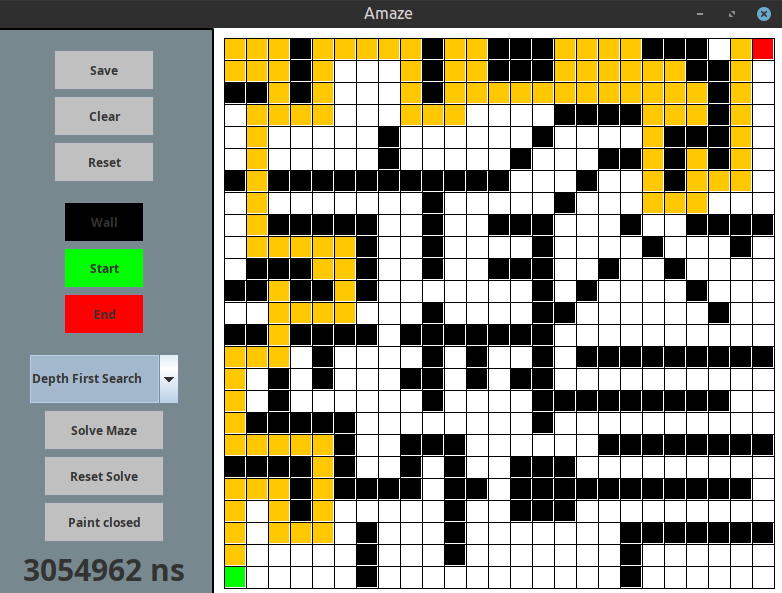 Amaze
Save
Clear
Reset
Wall
Start
End
Depth First Search
Solve Maze
Reset Solve
Paint closed
3054962 ns